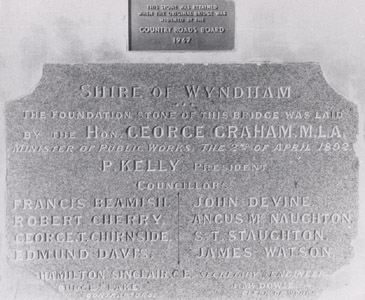 THIS STONE WAS RETAINED
WHEN THE ORIGINAL BRIDGE WAS
WIDENED BY THE
COUNTRY ROADS BOARD
1967
SHIRE OF WYNDHAM
THE FOUNDATION STONE OF THIS BRIDGE WAS LAID
BY THE HON. GEORGE GRAHAM, M.L.A.
MINISTER OF PUBLIC WORKS, THE 2ND OF APRIL 1892
P. KELLY PRESIDENT
COUNCILLORS
FRANCIS BEAMISH. JOHN DEVINE.
ROBERT CHERRY. ANGUS McNAUGHTON.
GEORGE T. CHIRNSIDE. S. T. STAUGHTON.
EDMUND DAVIS. JAMES WATSON.
HAMILTON SINCLAIR C.E. SECRETARY ENGINEER
CONTRACTORS